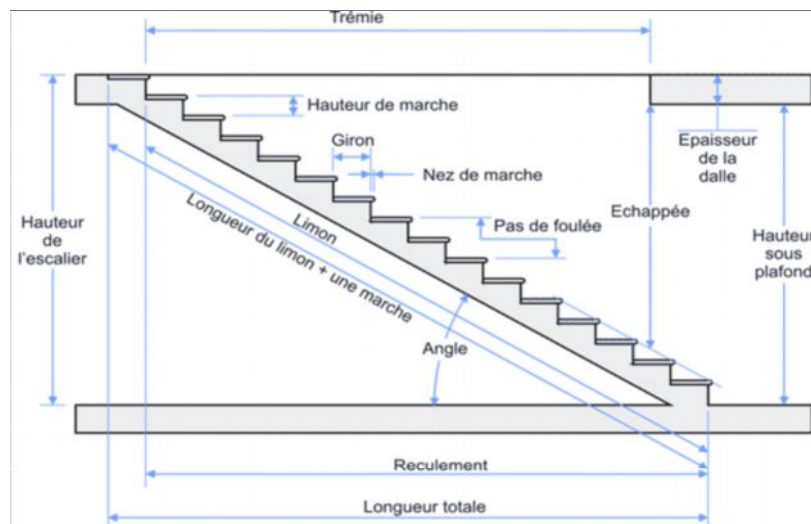 Trémie
Hauteur de marche
Giron
Nez de marche
Epaisseur
de la
dalle
Echappée
Hauteur
de
l'escalier
Limon
Longueur du limon + une marche
Pas de foulée
Hauteur
sous
plafond
Angle
Reculement
Longueur totale